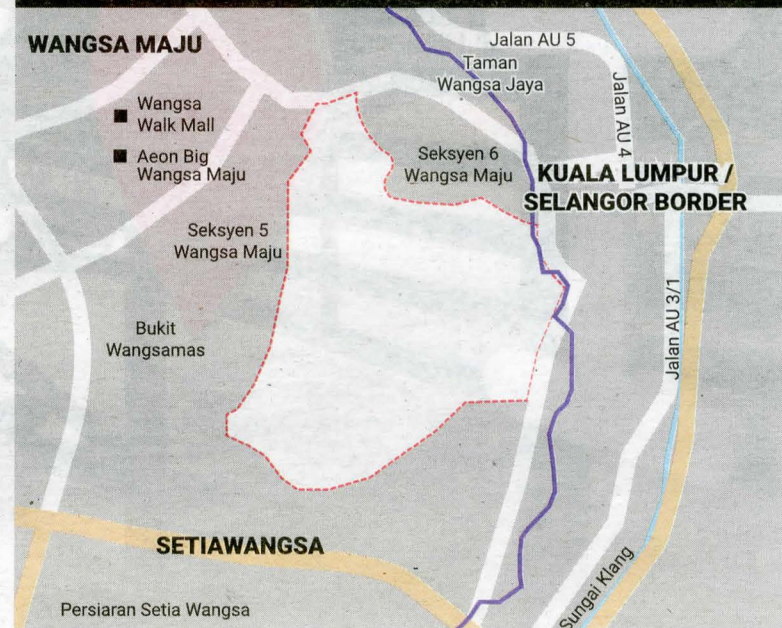 WANGSA MAJU
Jalan AU 5
Taman
Wangsa Jaya
Jalan AU 4
Wangsa
Walk Mall
Aeon Big
Wangsa Maju
Seksyen 6
Wangsa Maju
KUALA LUMPUR /
SELANGOR BORDER
Seksyen 5
Wangsa Maju
Jalan AU 3/1
Bukit
Wangsamas
SETIAWANGSA
Sungai Klang
Persiaran Setia Wangsa